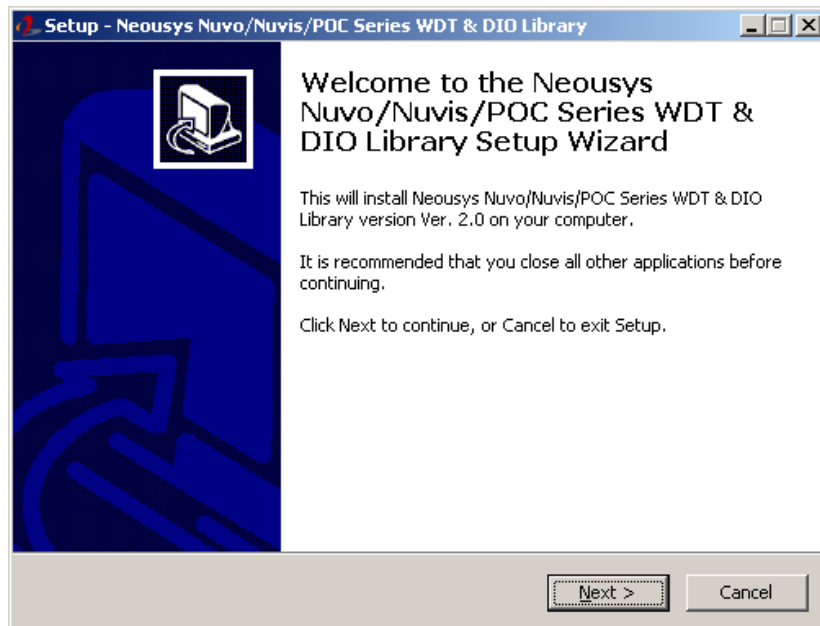 Setup - Neousys Nuvo/Nuvis/POC Series WDT & DIO Library
Welcome to the Neousys
Nuvo/Nuvis/POC Series WDT &
DIO Library Setup Wizard
This will install Neousys Nuvo/Nuvis/POC Series WDT & DIO
Library version Ver. 2.0 on your computer.
It is recommended that you close all other applications before
continuing.
Click Next to continue, or Cancel to exit Setup.
Next >
Cancel